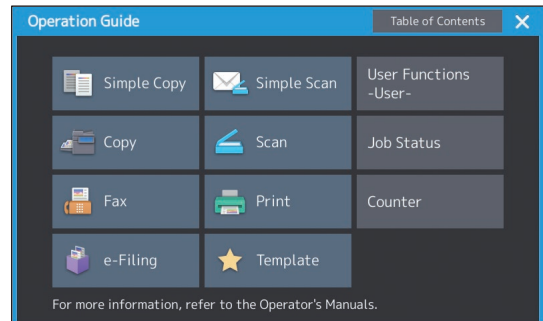 Operation Guide
Table of Contents
Simple Copy
Simple Scan
User Functions
-User-
Copy
Scan
Job Status
Fax
Print
Counter
e-Filing
Template
For more information, refer to the Operator's Manuals.